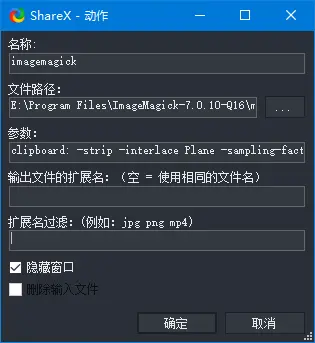 ShareX - 动作
名称:
imagemagick
文件路径:
E:\Program Files\ImageMagick-7.0.10-Q16\m
...
参数:
clipboard: -strip -interlace Plane -sampling-fact
输出文件的扩展名: (空 = 使用相同的文件名)
扩展名过滤: (例如: jpg png mp4)
隐藏窗口
删除输入文件
确定 取消